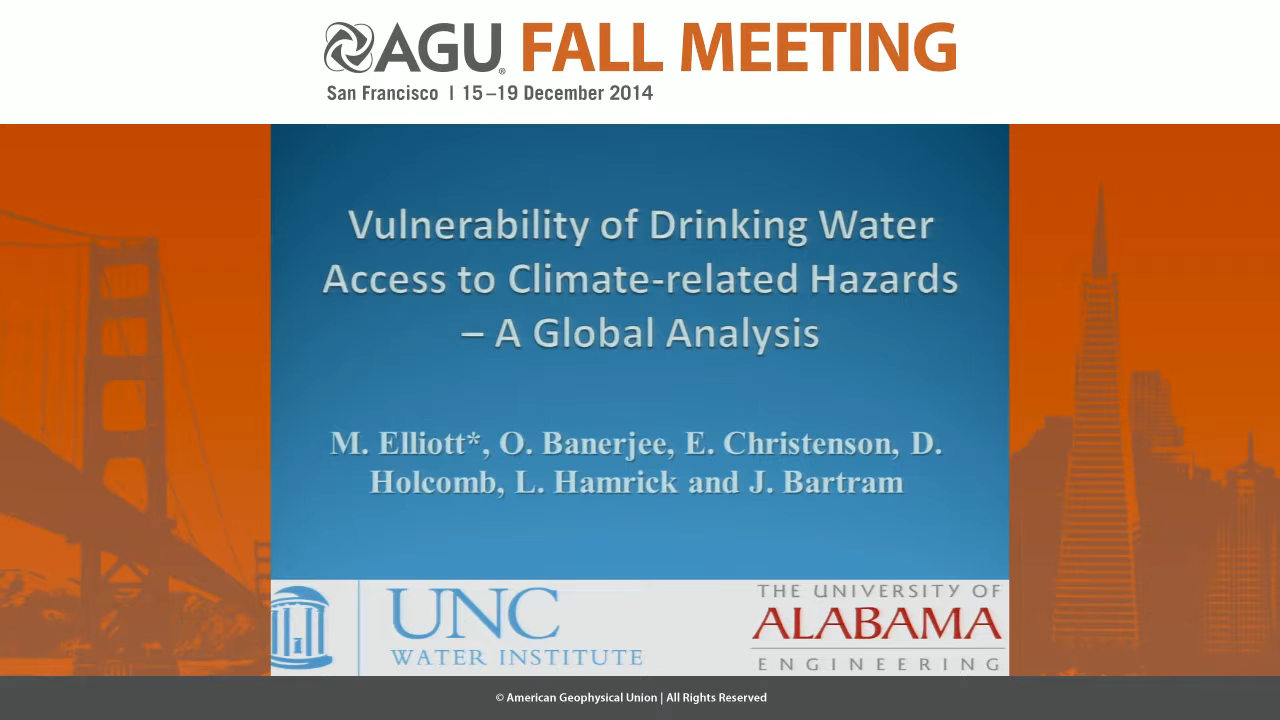 AGU® FALL MEETING
San Francisco | 15–19 December 2014
Vulnerability of Drinking Water
Access to Climate-related Hazards
– A Global Analysis
M. Elliott*, O. Banerjee, E. Christenson, D.
Holcomb, L. Hamrick and J. Bartram
UNC
WATER INSTITUTE
THE UNIVERSITY OF
ALABAMA
ENGINEERING
© American Geophysical Union | All Rights Reserved